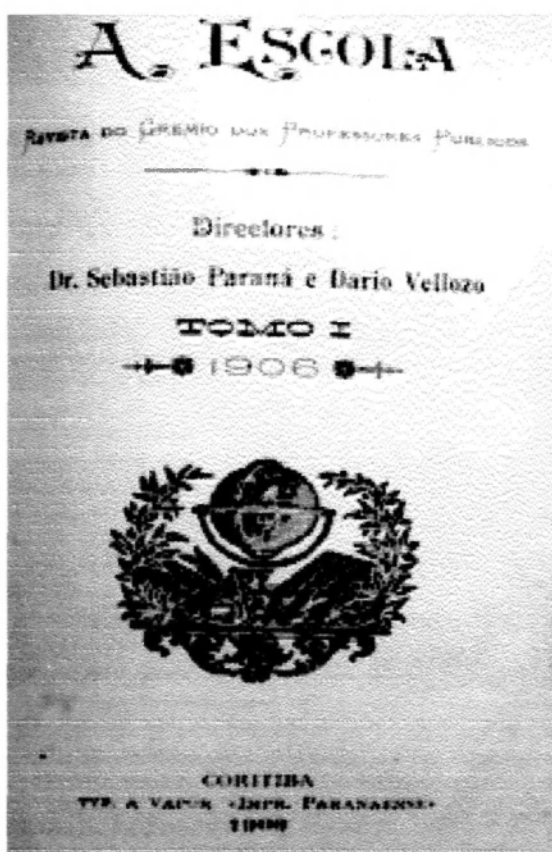 A ESCOLA
REVISTA DO GREMIO DOS PROFESSORES PUBLICOS
Directores:
Dr. Sebastião Paraná e Dario Vellozo
TOMO I
1906
CORITIBA
TYP. A VAPOR «IMPR. PARANAENSE»